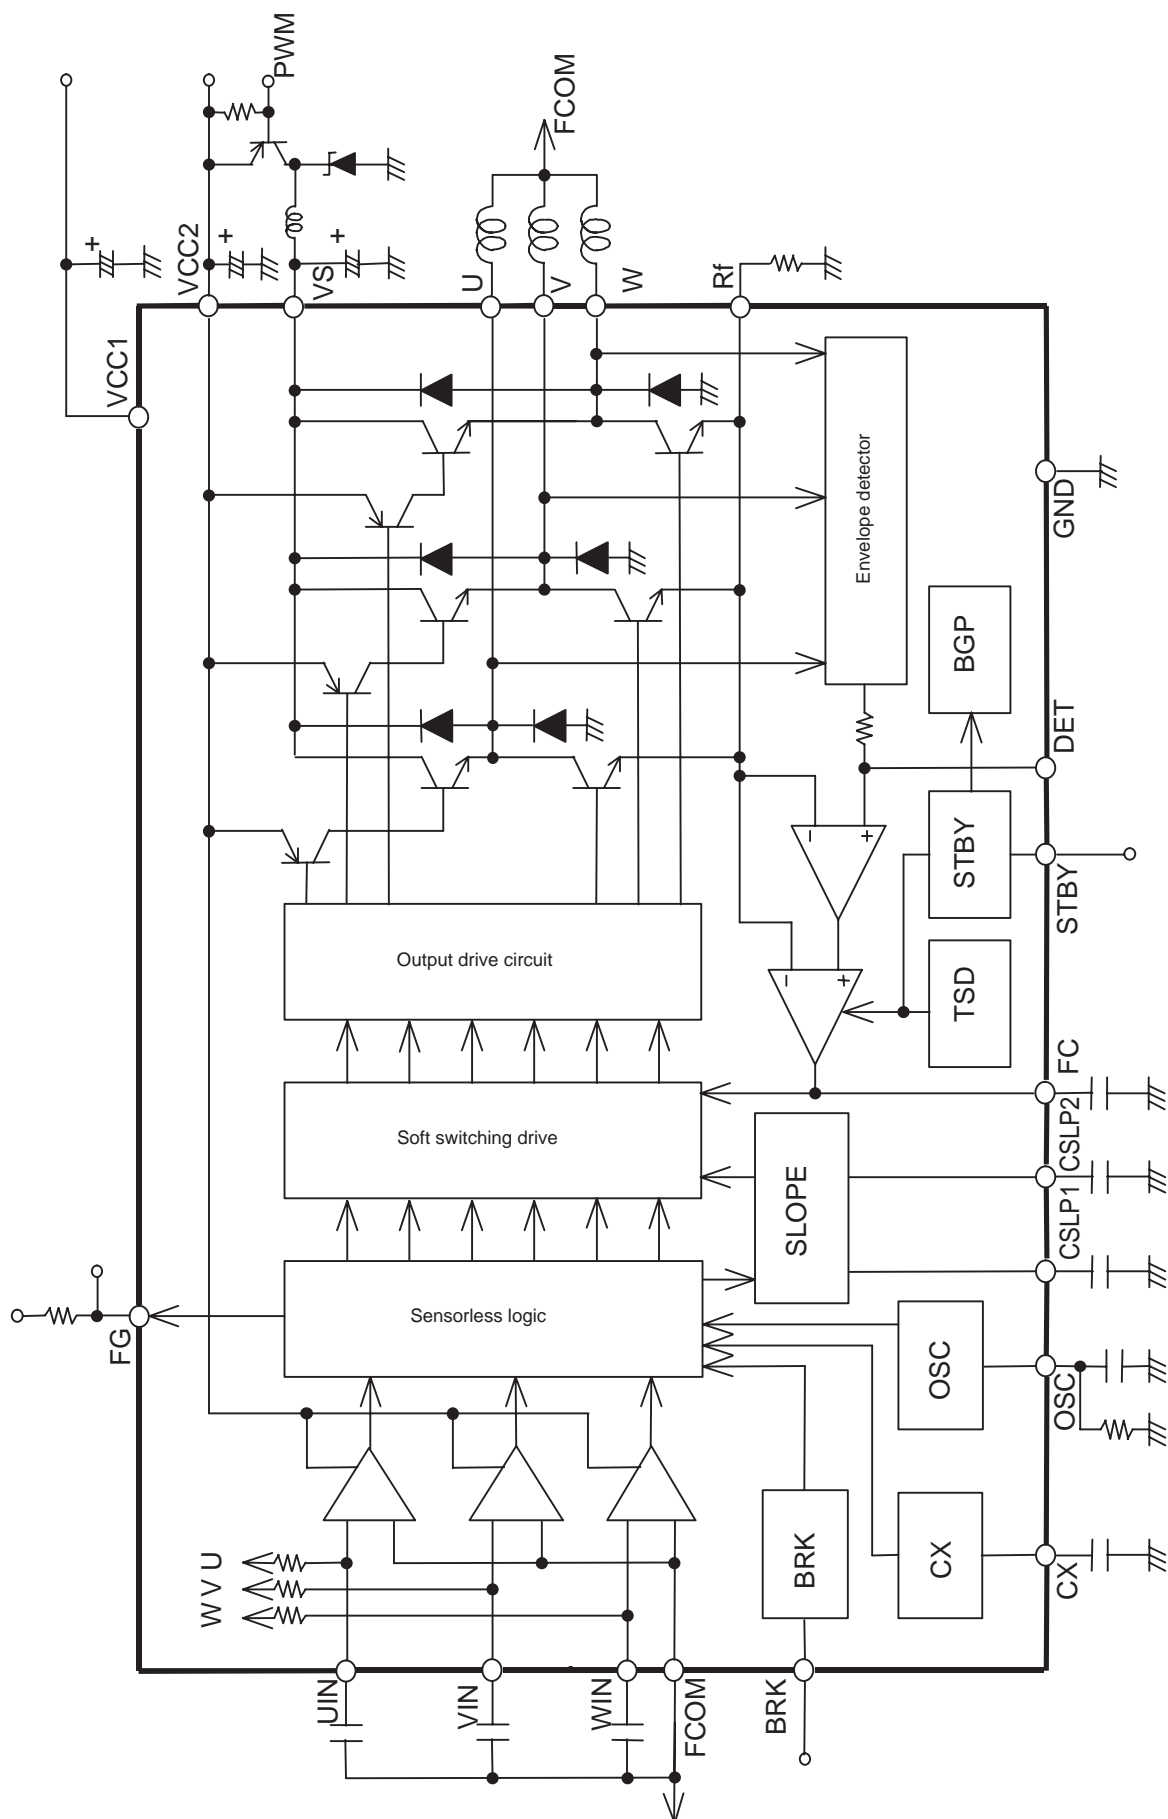 PWM
FCOM
+
+
+
VCC2
VS
U
V
W
Rf
VCC1
GND
Envelope detector
BGP
DET
STBY
STBY
−
+
−
+
TSD
Output drive circuit
FC
Soft switching drive
CSLP2
CSLP1
SLOPE
FG
Sensorless logic
OSC
OSC
BRK
CX
CX
W V U
UIN
VIN
WIN
FCOM
BRK